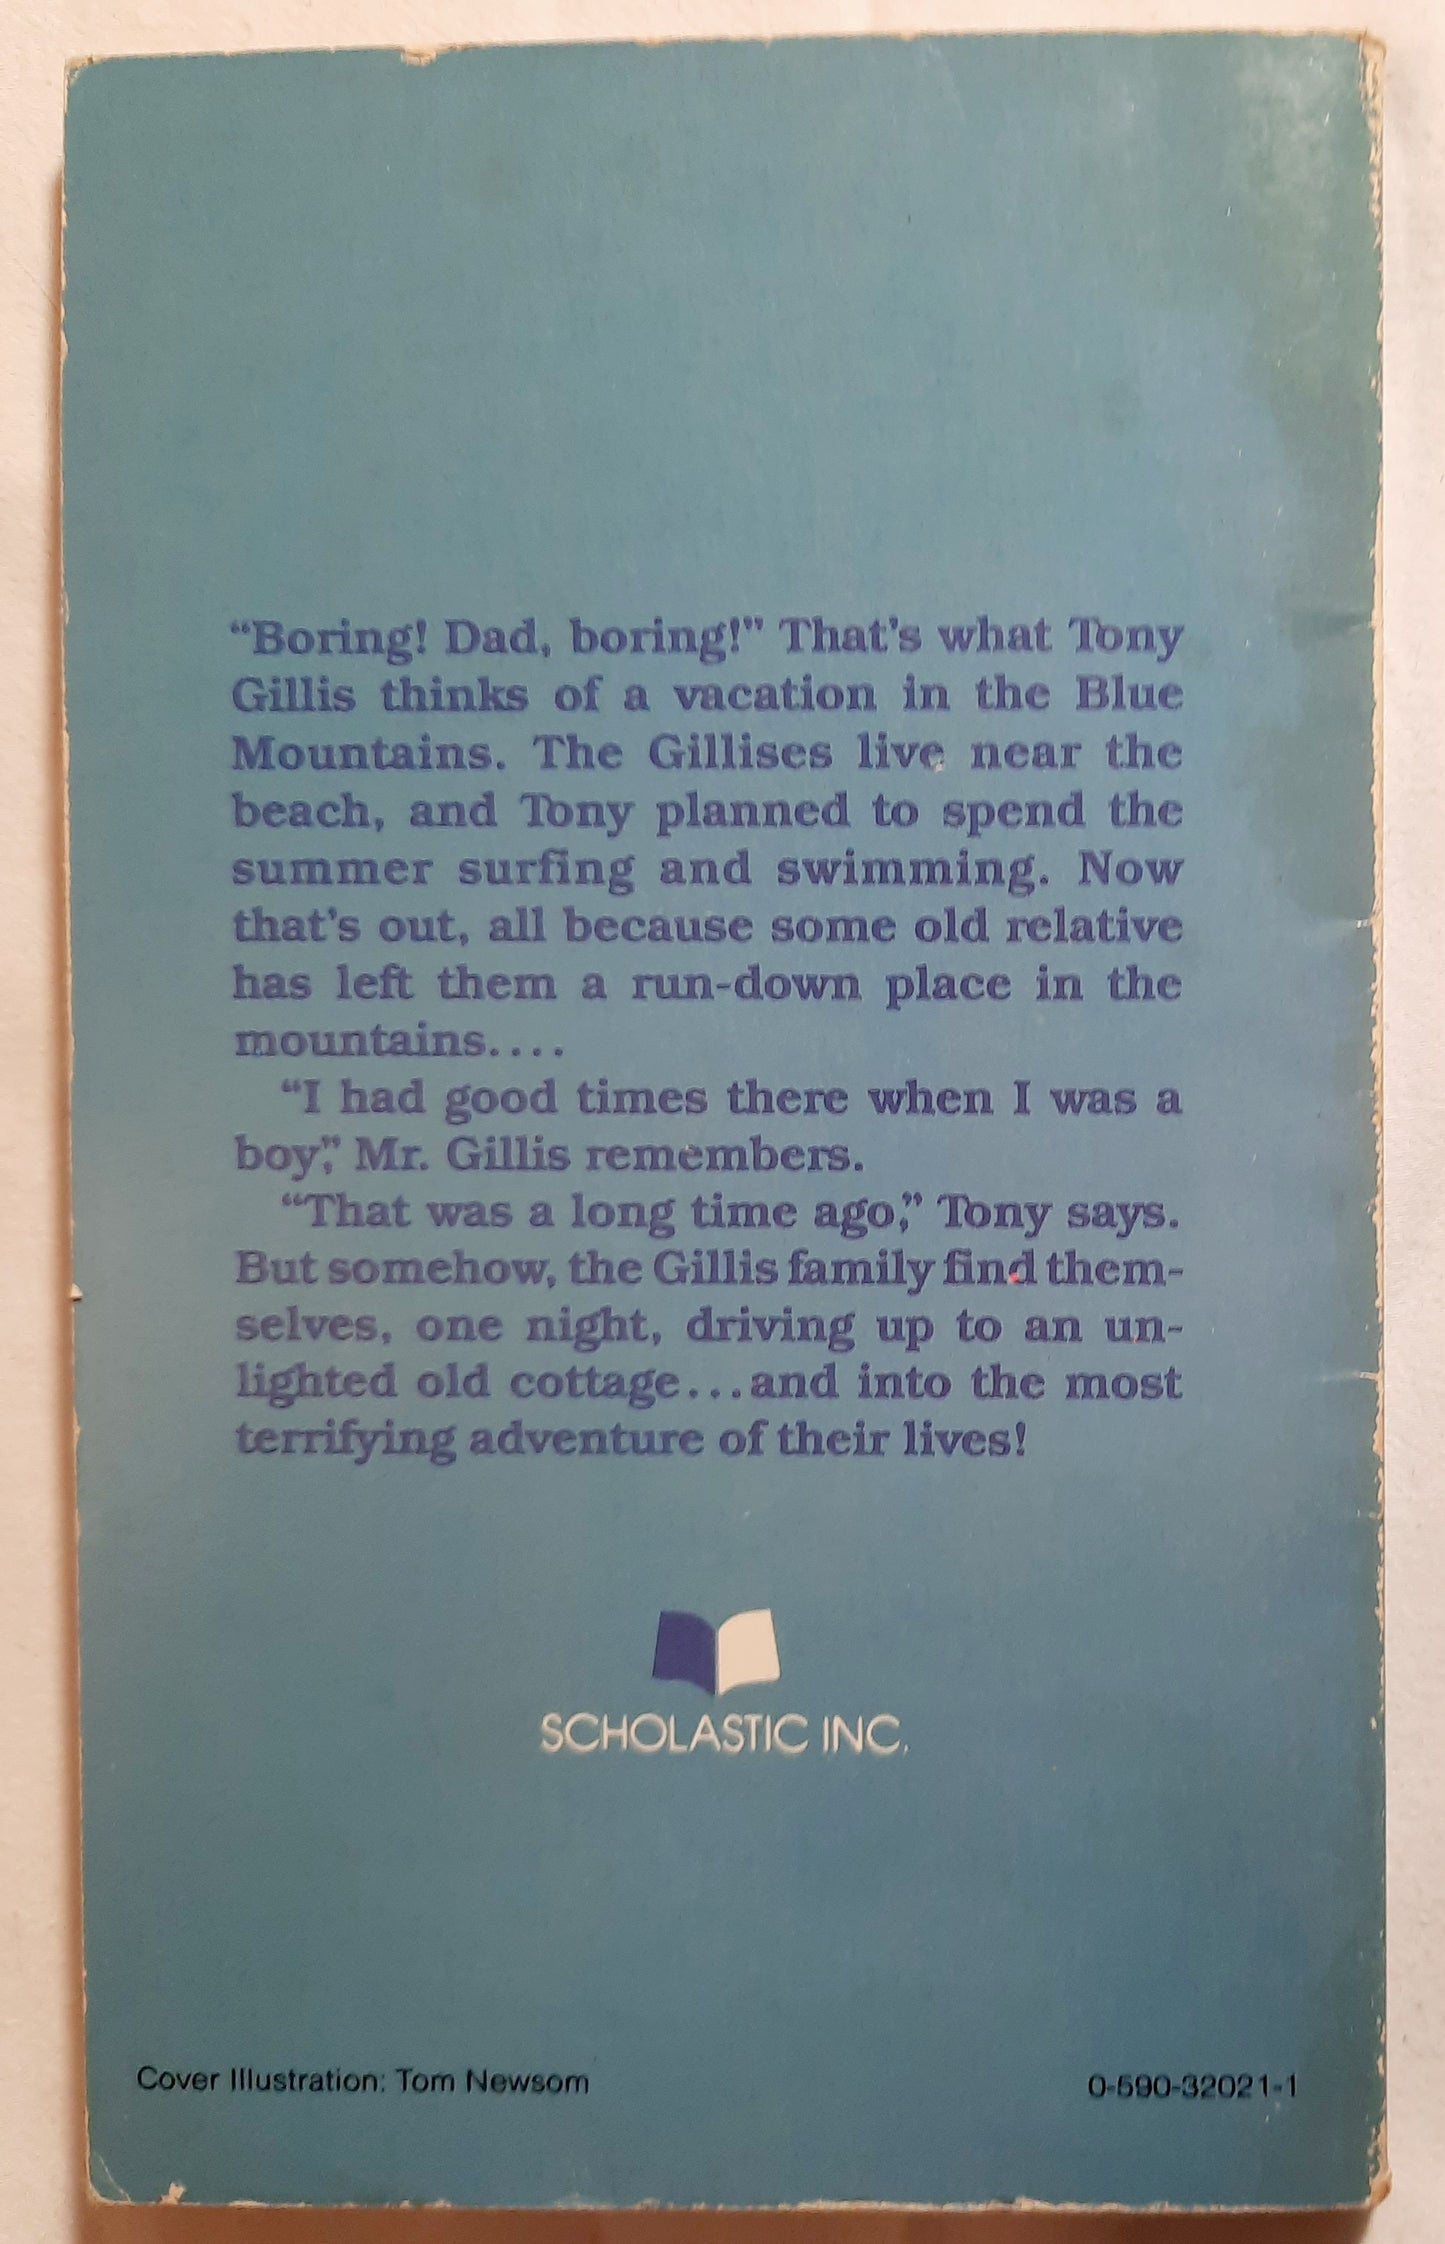 “Boring! Dad, boring!” That’s what Tony
Gillis thinks of a vacation in the Blue
Mountains. The Gillises live near the
beach, and Tony planned to spend the
summer surfing and swimming. Now
that’s out, all because some old relative
has left them a run-down place in the
mountains....
“I had good times there when I was a
boy,” Mr. Gillis remembers.
“That was a long time ago,” Tony says.
But somehow, the Gillis family find them-
selves, one night, driving up to an un-
lighted old cottage...and into the most
terrifying adventure of their lives!
SCHOLASTIC INC.
Cover Illustration: Tom Newsom
0-590-32021-1